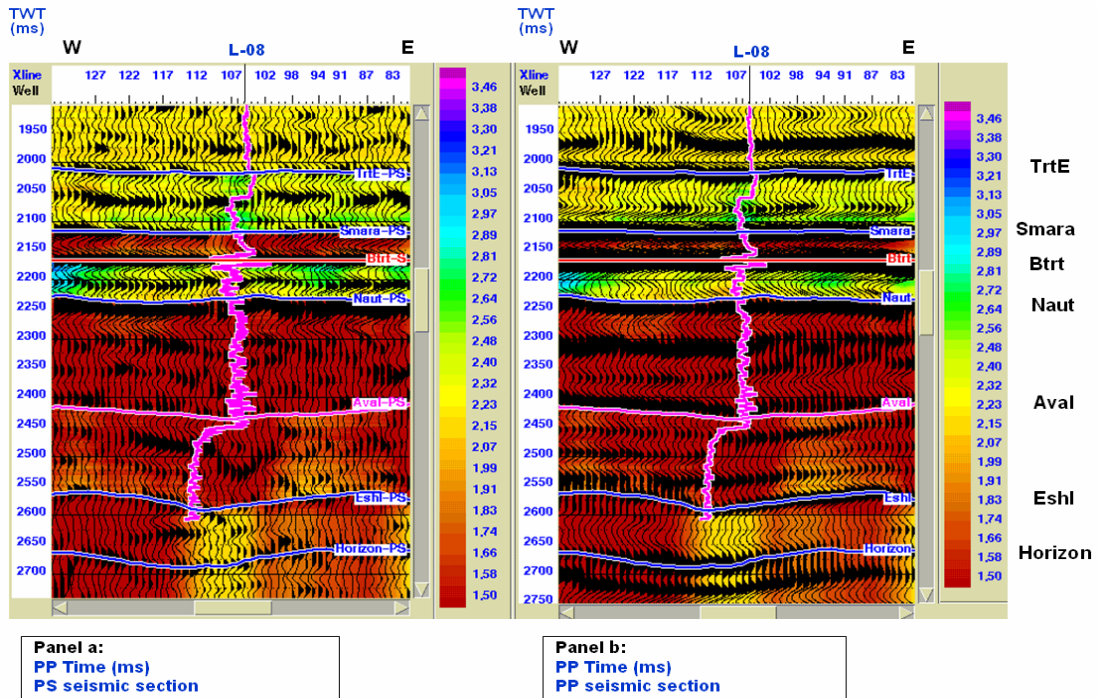 TWT
(ms)
W
L-08
E
Xline 127 122 117 112 107 102 98 94 91 87 83
Well
1950
2000
2050
2100
2150
2200
2250
2300
2350
2400
2450
2500
2550
2600
2650
2700
TrtE-PS
Smara-PS
Btrt-S
Naut-PS
Aval-PS
Eshl-PS
Horizon-PS
3,46
3,38
3,30
3,21
3,13
3,05
2,97
2,89
2,81
2,72
2,64
2,56
2,48
2,40
2,32
2,23
2,15
2,07
1,99
1,91
1,83
1,74
1,66
1,58
1,50
TWT
(ms)
W
L-08
E
Xline 127 122 117 112 107 102 98 94 91 87 83
Well
1950
2000
2050
2100
2150
2200
2250
2300
2350
2400
2450
2500
2550
2600
2650
2700
2750
TrtE
Smara
Btrt
Naut
Aval
Eshl
Horizon
3,46
3,38
3,30
3,21
3,13
3,05
2,97
2,89
2,81
2,72
2,64
2,56
2,48
2,40
2,32
2,23
2,15
2,07
1,99
1,91
1,83
1,74
1,66
1,58
1,50
TrtE
Smara
Btrt
Naut
Aval
Eshl
Horizon
Panel a:
PP Time (ms)
PS seismic section
Panel b:
PP Time (ms)
PP seismic section